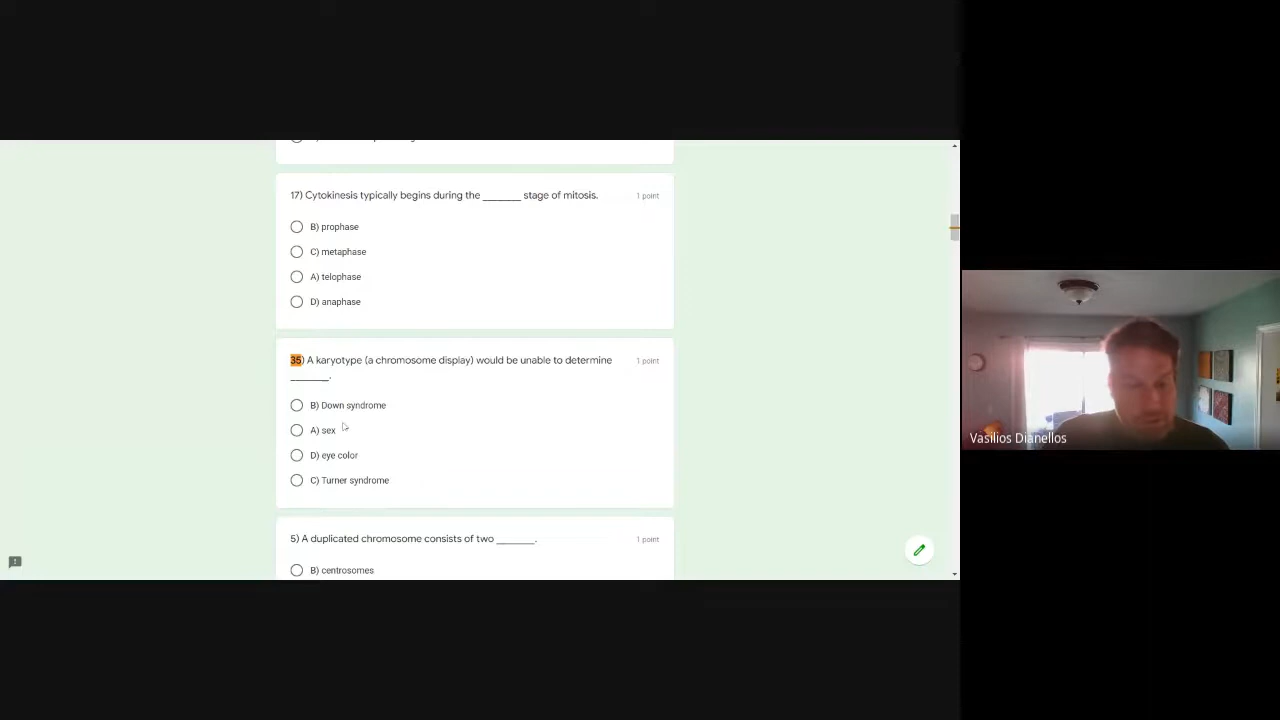 17) Cytokinesis typically begins during the _______ stage of mitosis. 1 point
B) prophase
C) metaphase
A) telophase
D) anaphase
35) A karyotype (a chromosome display) would be unable to determine 1 point
_______.
B) Down syndrome
A) sex
D) eye color
C) Turner syndrome
5) A duplicated chromosome consists of two _______. 1 point
B) centrosomes
Vasilios Dianellos